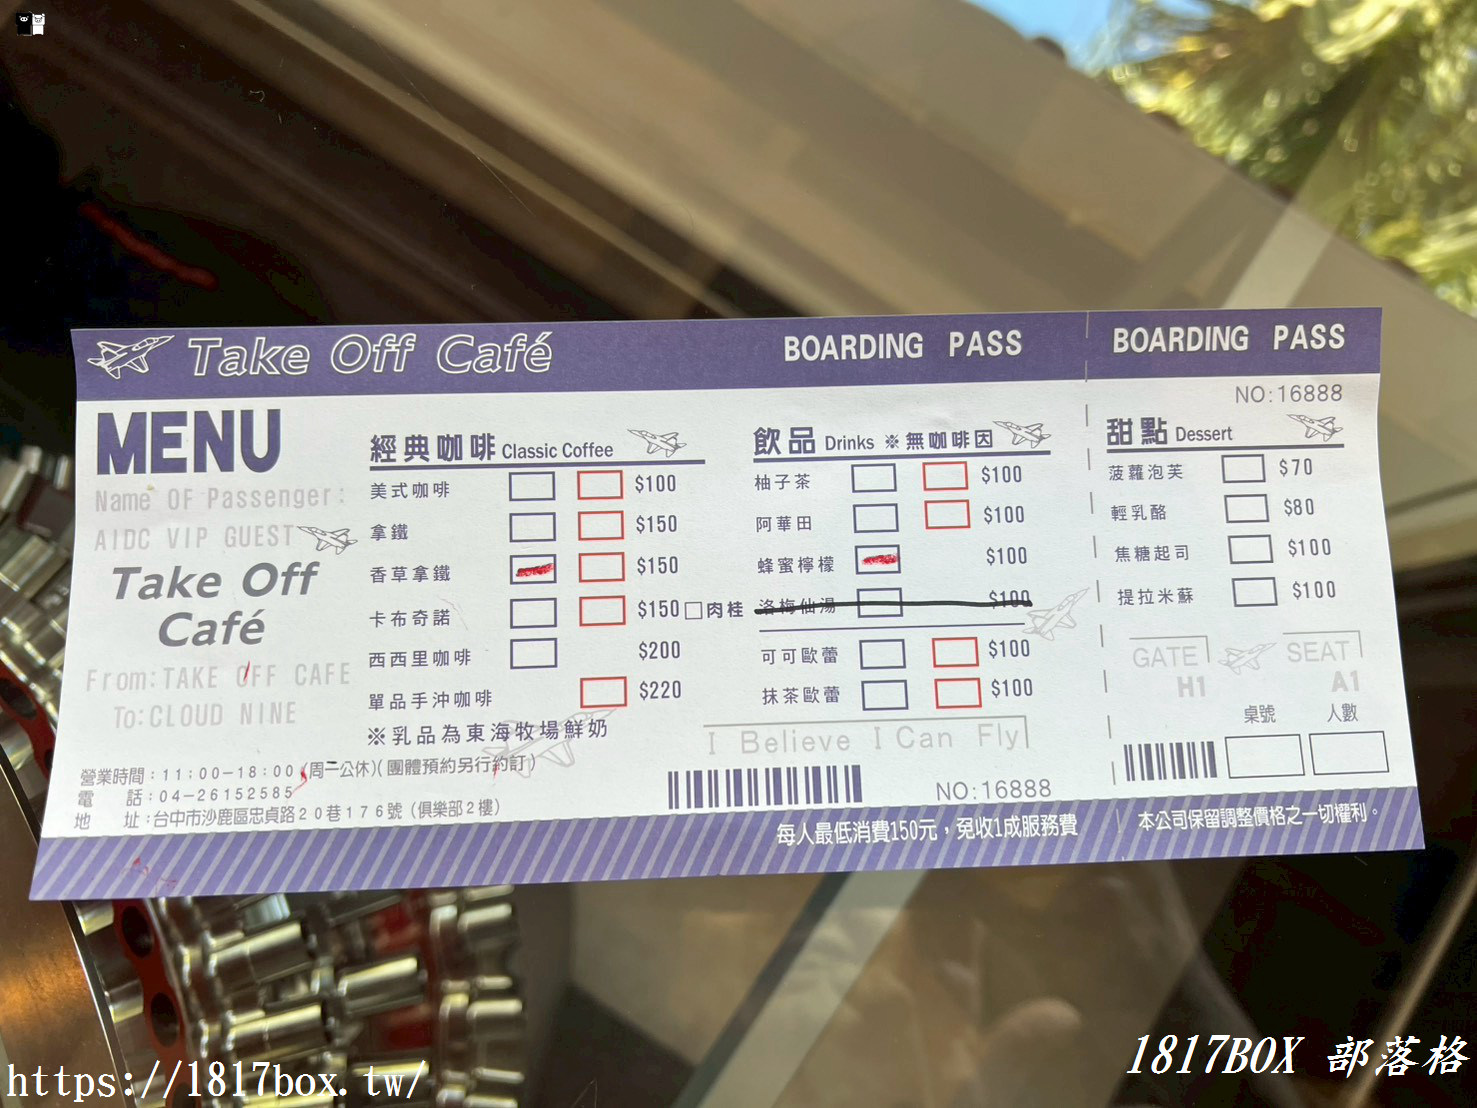 Take Off Café
BOARDING PASS
BOARDING PASS
NO:16888
MENU
Name OF Passenger:
AIDC VIP GUEST
Take Off
Café
From:TAKE OFF CAFE
To:CLOUD NINE
經典咖啡 Classic Coffee
美式咖啡 $100
拿鐵 $150
香草拿鐵 $150
卡布奇諾 $150 □肉桂
西西里咖啡 $200
單品手沖咖啡 $220
※乳品為東海牧場鮮奶
飲品 Drinks ※無咖啡因
柚子茶 $100
阿華田 $100
蜂蜜檸檬 $100
洛梅仙湯 $100
可可歐蕾 $100
抹茶歐蕾 $100
I Believe I Can Fly
NO:16888
甜點 Dessert
菠蘿泡芙 $70
輕乳酪 $80
焦糖起司 $100
提拉米蘇 $100
GATE SEAT
H1 A1
桌號 人數
營業時間:11:00-18:00(周二公休)(團體預約另行約訂)
電 話:04-26152585
地 址:台中市沙鹿區忠貞路20巷176號(俱樂部2樓)
每人最低消費150元,免收1成服務費
本公司保留調整價格之一切權利。
1817BOX 部落格
https://1817box.tw/